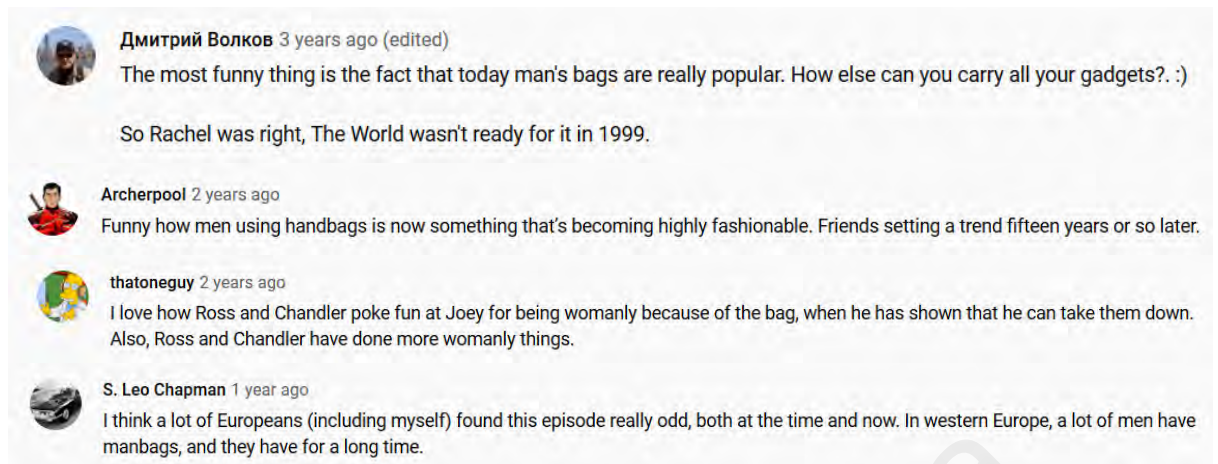 Дмитрий Волков 3 years ago (edited)
The most funny thing is the fact that today man's bags are really popular. How else can you carry all your gadgets?. :)
So Rachel was right, The World wasn't ready for it in 1999.
Archerpool 2 years ago
Funny how men using handbags is now something that's becoming highly fashionable. Friends setting a trend fifteen years or so later.
thatoneguy 2 years ago
I love how Ross and Chandler poke fun at Joey for being womanly because of the bag, when he has shown that he can take them down.
Also, Ross and Chandler have done more womanly things.
S. Leo Chapman 1 year ago
I think a lot of Europeans (including myself) found this episode really odd, both at the time and now. In western Europe, a lot of men have
manbags, and they have for a long time.